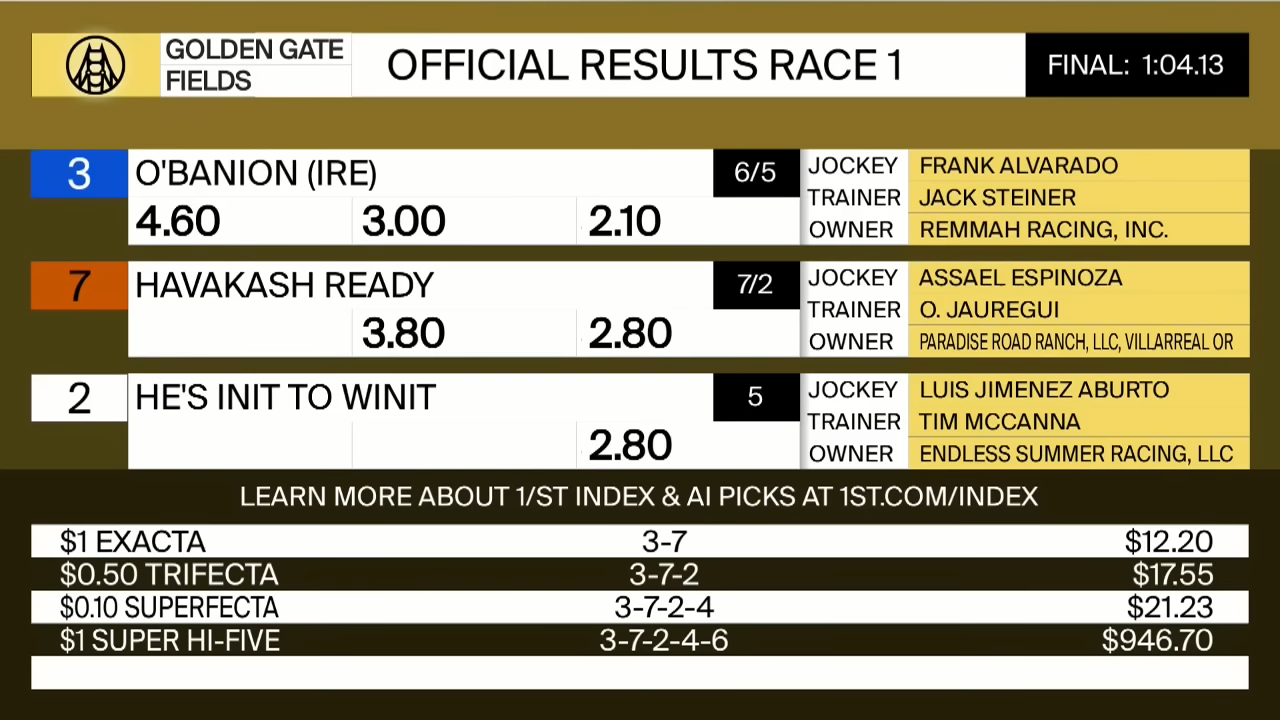 GOLDEN GATE
FIELDS
OFFICIAL RESULTS RACE 1
FINAL: 1:04.13
3 O'BANION (IRE) 6/5
4.60 3.00 2.10
JOCKEY FRANK ALVARADO
TRAINER JACK STEINER
OWNER REMMAH RACING, INC.
7 HAVAKASH READY 7/2
3.80 2.80
JOCKEY ASSAEL ESPINOZA
TRAINER O. JAUREGUI
OWNER PARADISE ROAD RANCH, LLC, VILLARREAL OR
2 HE'S INIT TO WINIT 5
2.80
JOCKEY LUIS JIMENEZ ABURTO
TRAINER TIM MCCANNA
OWNER ENDLESS SUMMER RACING, LLC
LEARN MORE ABOUT 1/ST INDEX & AI PICKS AT 1ST.COM/INDEX
$1 EXACTA 3-7 $12.20
$0.50 TRIFECTA 3-7-2 $17.55
$0.10 SUPERFECTA 3-7-2-4 $21.23
$1 SUPER HI-FIVE 3-7-2-4-6 $946.70